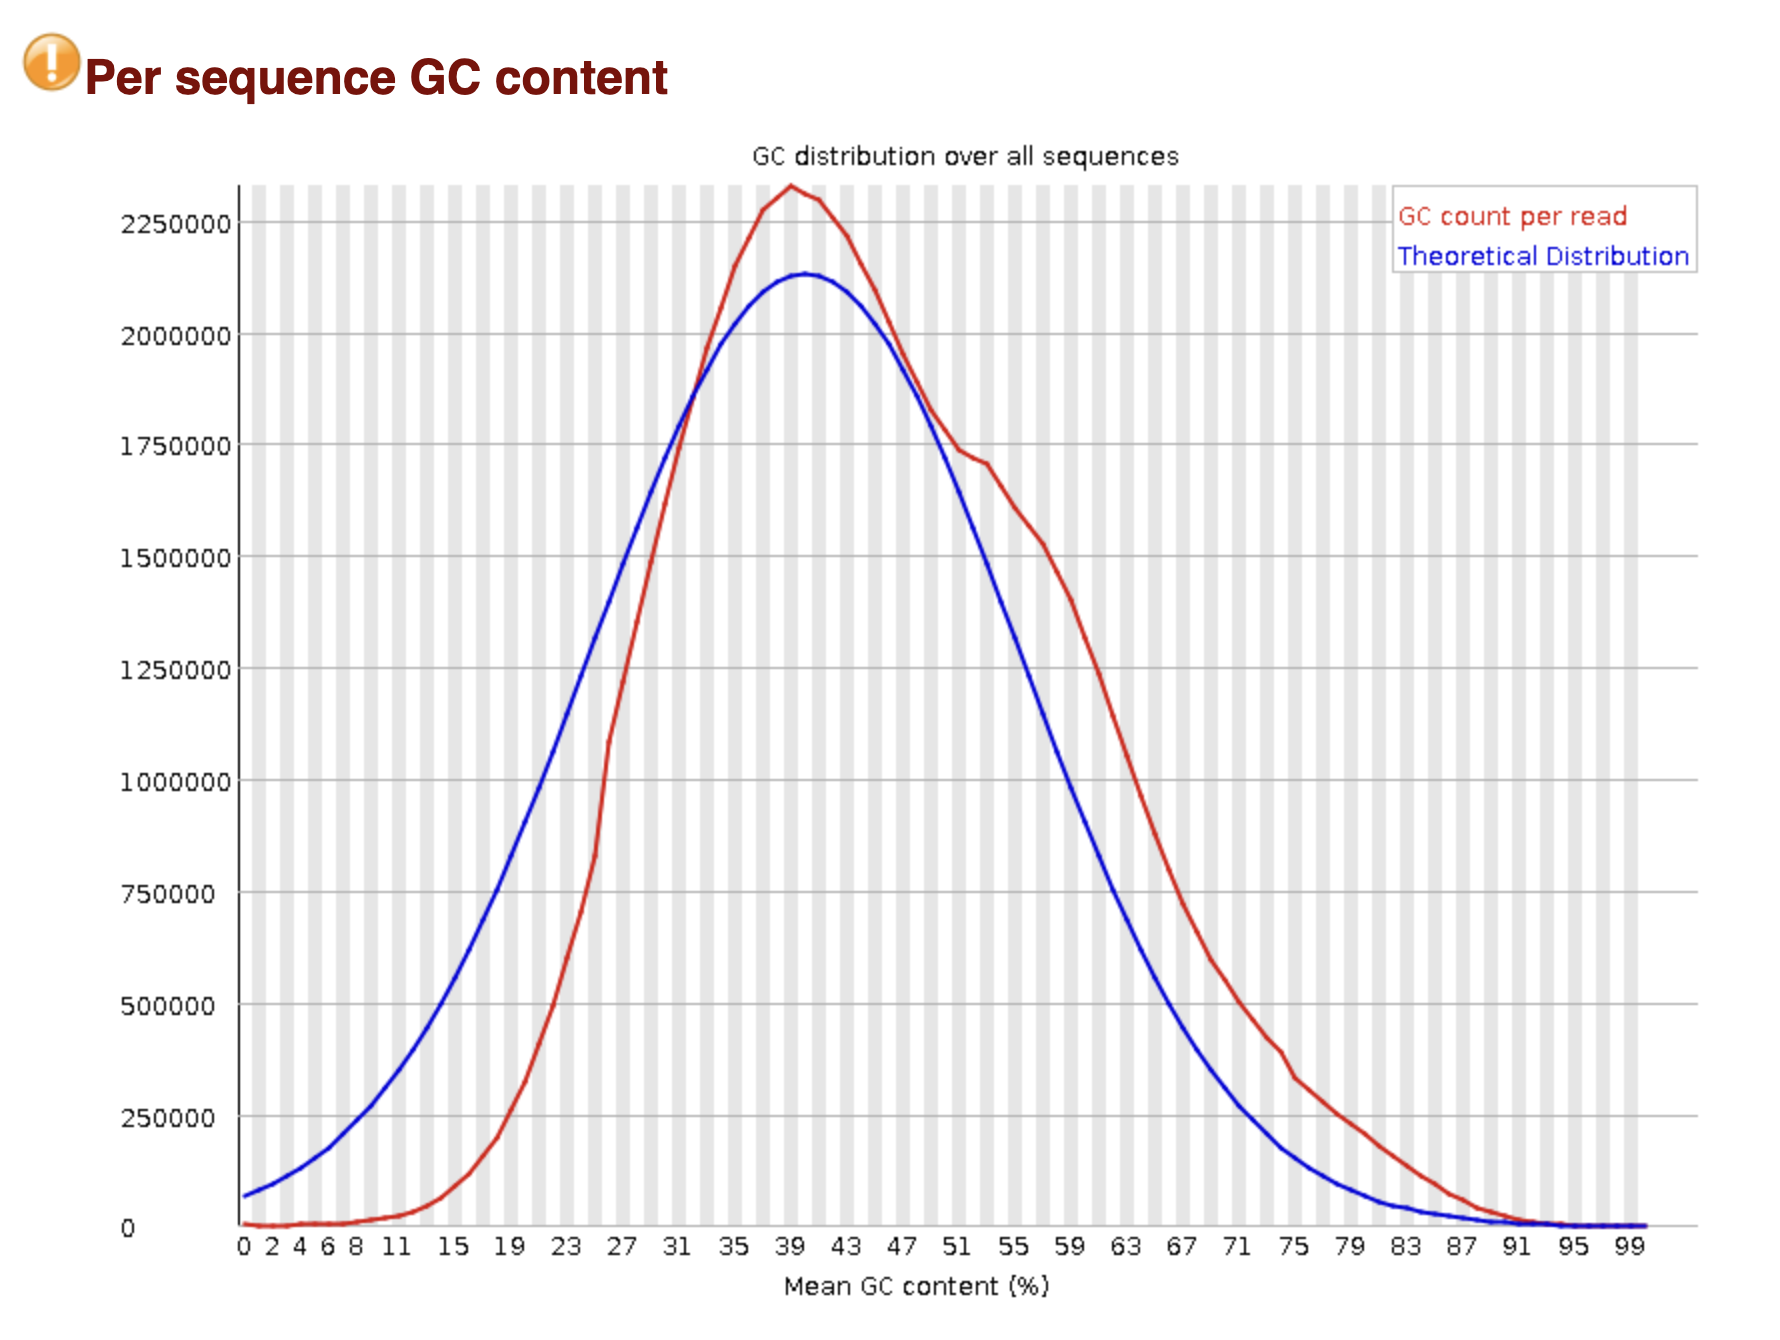 Per sequence GC content
GC distribution over all sequences
GC count per read
Theoretical Distribution
2250000
2000000
1750000
1500000
1250000
1000000
750000
500000
250000
0
0 2 4 6 8 11 15 19 23 27 31 35 39 43 47 51 55 59 63 67 71 75 79 83 87 91 95 99
Mean GC content (%)